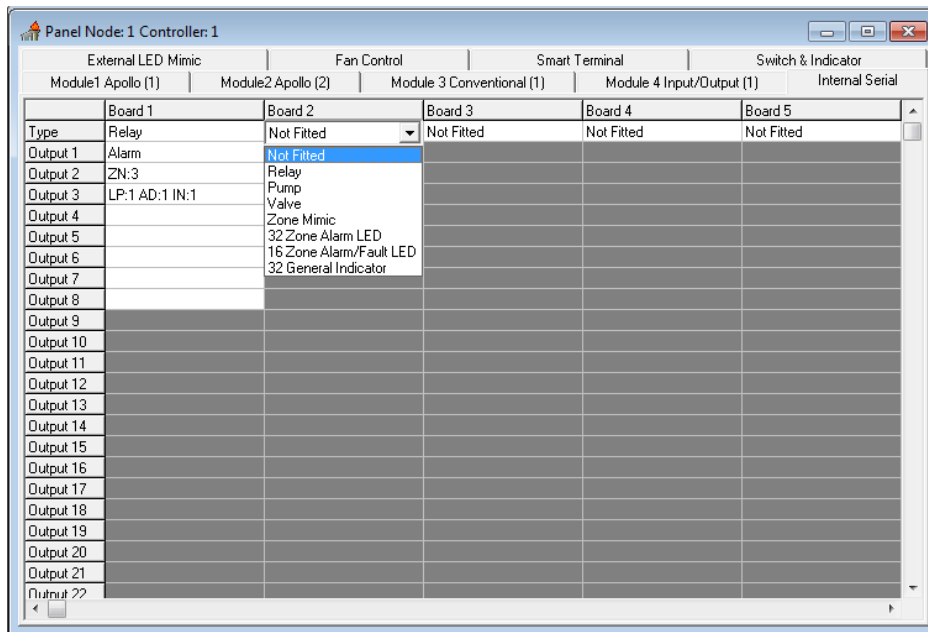 Panel Node: 1 Controller: 1
External LED Mimic Fan Control Smart Terminal Switch & Indicator
Module1 Apollo (1) Module2 Apollo (2) Module 3 Conventional (1) Module 4 Input/Output (1) Internal Serial
Board 1 Board 2 Board 3 Board 4 Board 5
Type Relay Not Fitted Not Fitted Not Fitted Not Fitted
Output 1 Alarm Not Fitted
Output 2 ZN:3 Relay
Output 3 LP:1 AD:1 IN:1 Pump
Valve
Output 4 Zone Mimic
Output 5 32 Zone Alarm LED
Output 6 16 Zone Alarm/Fault LED
Output 7 32 General Indicator
Output 8
Output 9
Output 10
Output 11
Output 12
Output 13
Output 14
Output 15
Output 16
Output 17
Output 18
Output 19
Output 20
Output 21
Output 22